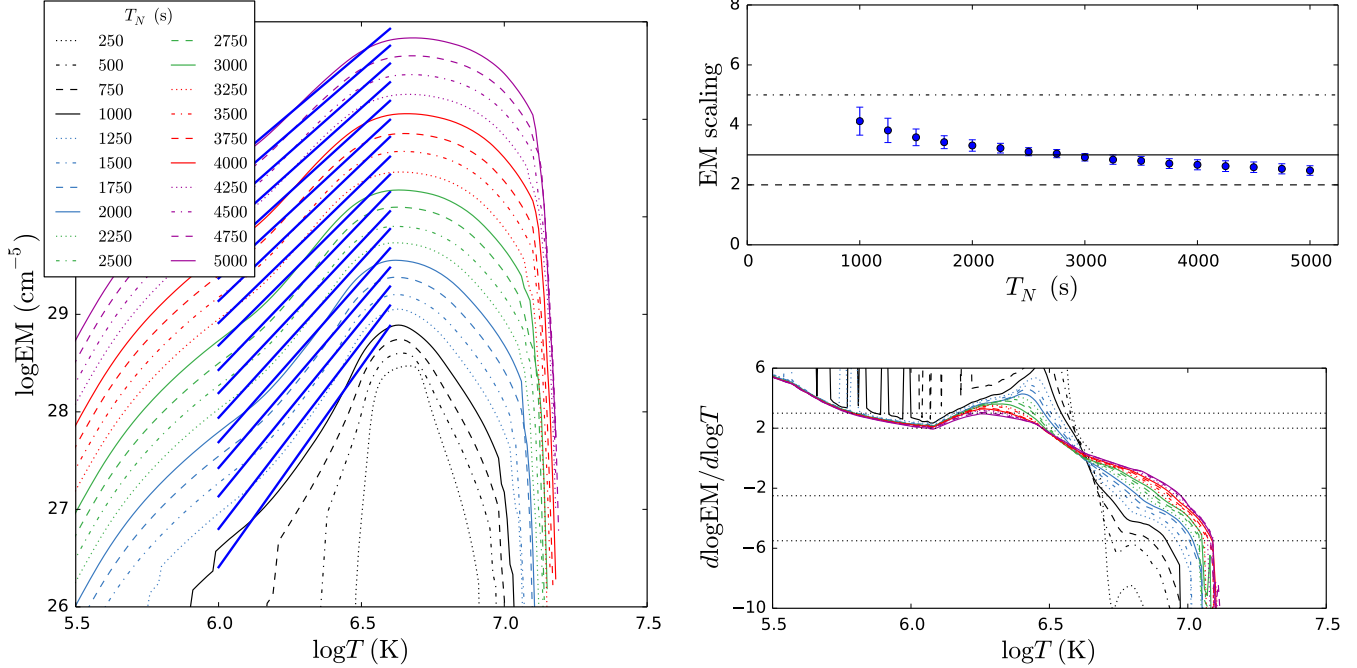 T_N (s)
250 2750
500 3000
750 3250
1000 3500
1250 3750
1500 4000
1750 4250
2000 4500
2250 4750
2500 5000
logEM (cm⁻⁵)
29
28
27
26
5.5 6.0 6.5 7.0 7.5
logT (K)
EM scaling
8
6
4
2
0
0 1000 2000 3000 4000 5000
T_N (s)
dlogEM/dlogT
6
2
−2
−6
−10
5.5 6.0 6.5 7.0 7.5
logT (K)